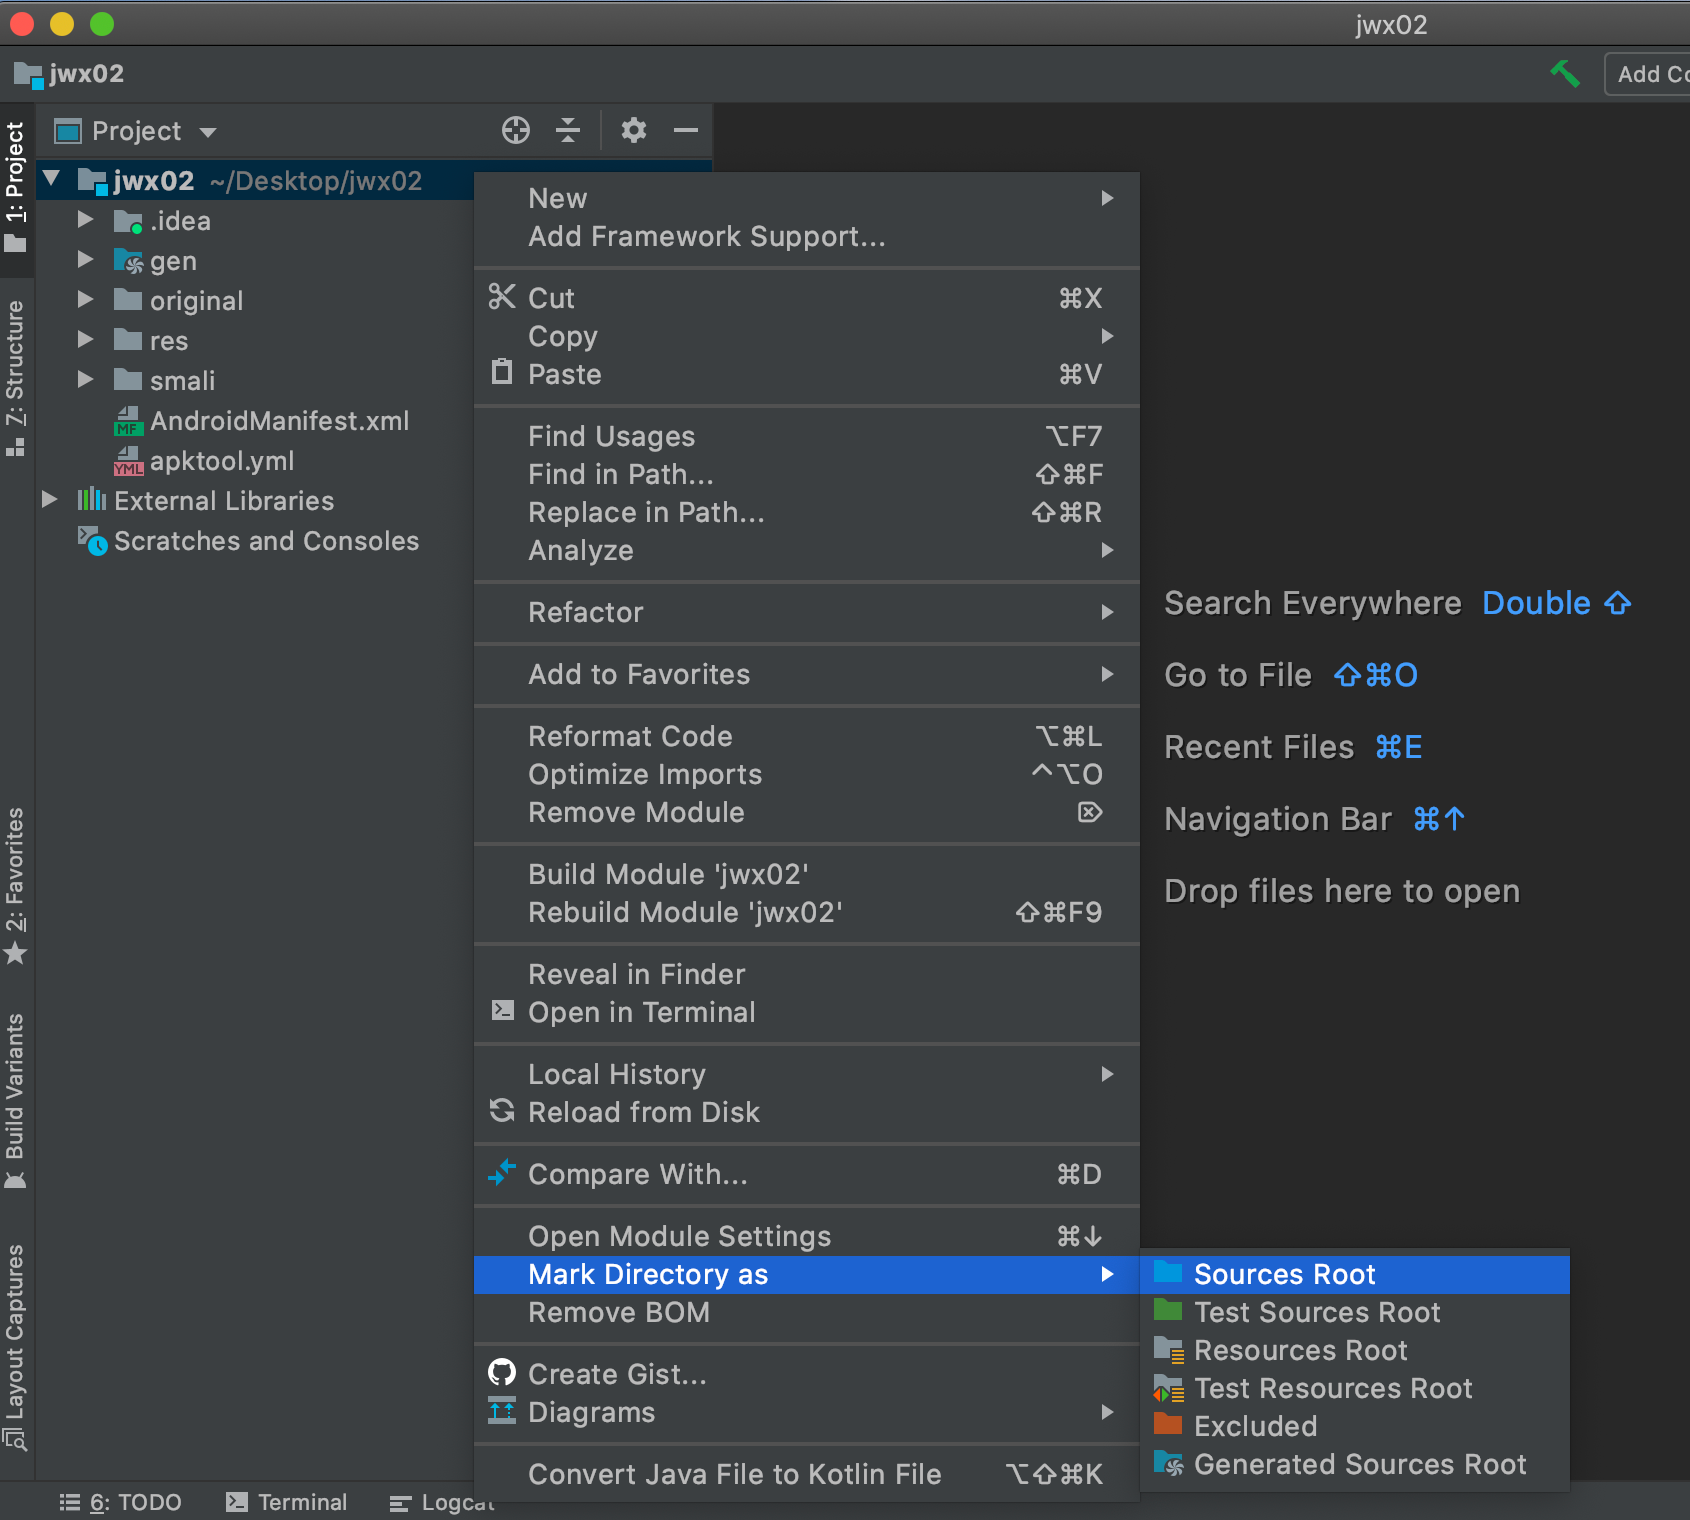 jwx02
jwx02
Add Co
Project
1: Project
7: Structure
2: Favorites
Build Variants
Layout Captures
jwx02 ~/Desktop/jwx02
.idea
gen
original
res
smali
MF AndroidManifest.xml
YML apktool.yml
External Libraries
Scratches and Consoles
New
Add Framework Support...
Cut ⌘X
Copy
Paste ⌘V
Find Usages ⌥F7
Find in Path... ⇧⌘F
Replace in Path... ⇧⌘R
Analyze
Refactor
Add to Favorites
Reformat Code ⌥⌘L
Optimize Imports ^⌥O
Remove Module ⌦
Build Module 'jwx02'
Rebuild Module 'jwx02' ⇧⌘F9
Reveal in Finder
Open in Terminal
Local History
Reload from Disk
Compare With... ⌘D
Open Module Settings ⌘↓
Mark Directory as
Remove BOM
Create Gist...
Diagrams
Convert Java File to Kotlin File ⌥⇧⌘K
Sources Root
Test Sources Root
Resources Root
Test Resources Root
Excluded
Generated Sources Root
Search Everywhere Double ⇧
Go to File ⇧⌘O
Recent Files ⌘E
Navigation Bar ⌘↑
Drop files here to open
6: TODO
Terminal
Logcat